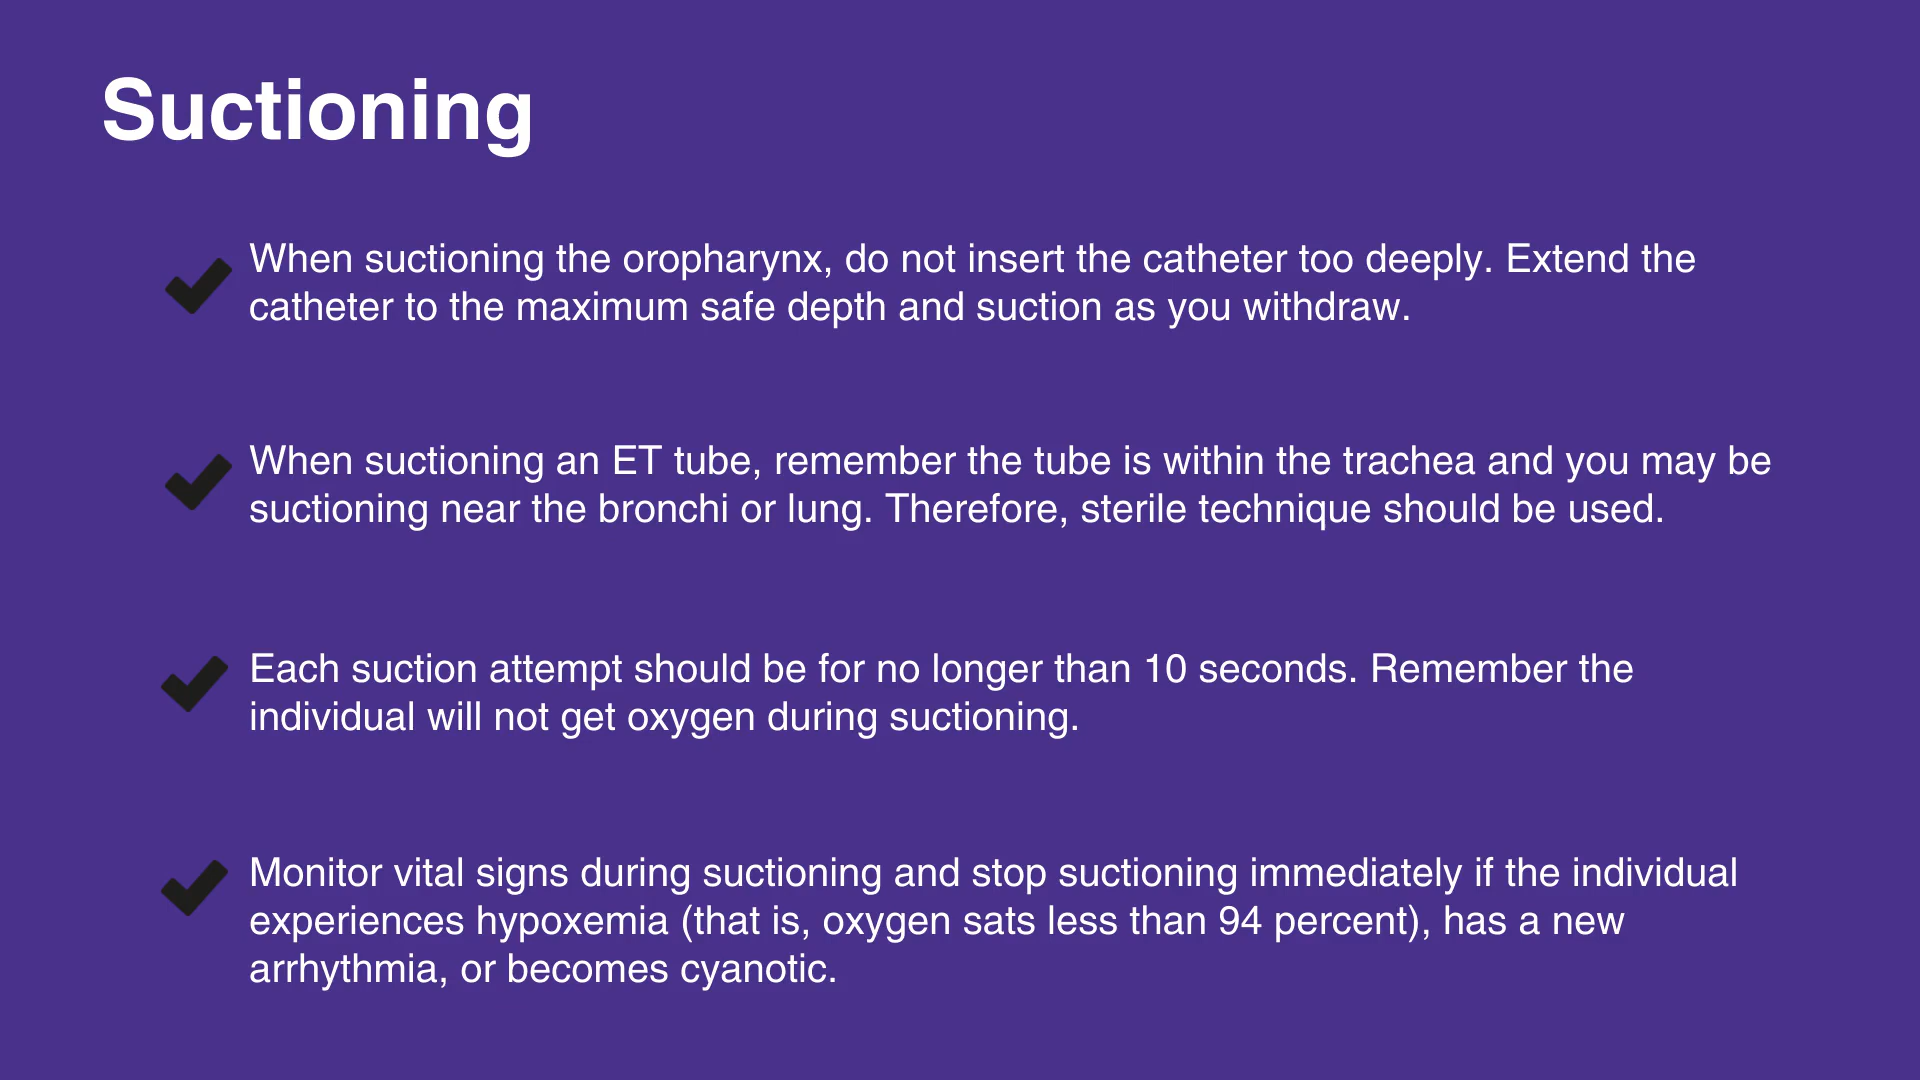 Suctioning
When suctioning the oropharynx, do not insert the catheter too deeply. Extend the
catheter to the maximum safe depth and suction as you withdraw.
When suctioning an ET tube, remember the tube is within the trachea and you may be
suctioning near the bronchi or lung. Therefore, sterile technique should be used.
Each suction attempt should be for no longer than 10 seconds. Remember the
individual will not get oxygen during suctioning.
Monitor vital signs during suctioning and stop suctioning immediately if the individual
experiences hypoxemia (that is, oxygen sats less than 94 percent), has a new
arrhythmia, or becomes cyanotic.